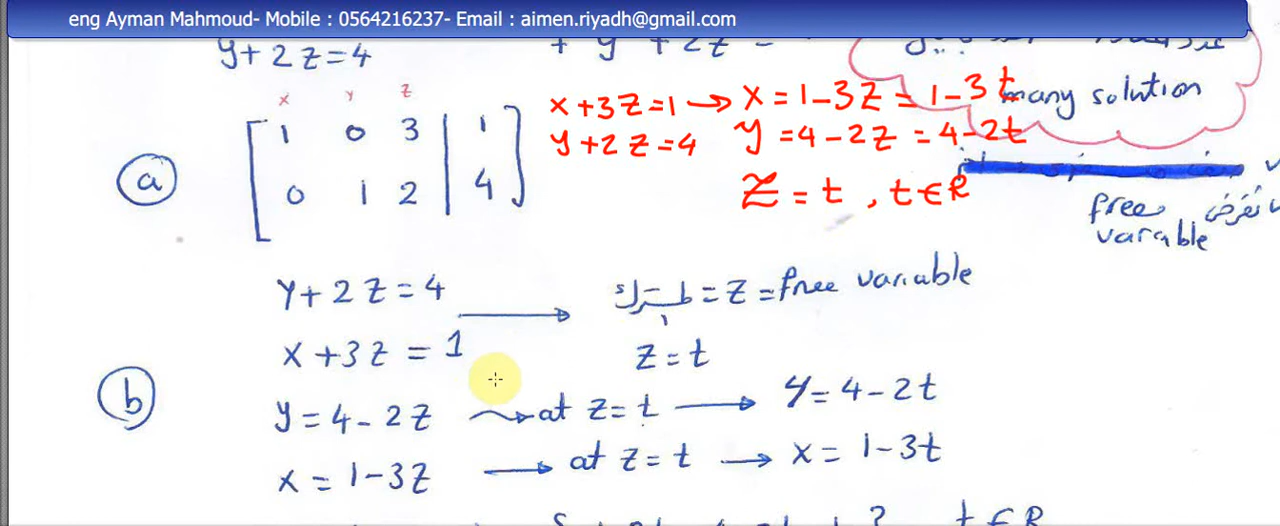 eng Ayman Mahmoud- Mobile : 0564216237- Email : aimen.riyadh@gmail.com
y+2z=4
+ y + 2z =
many solution
x y z
x+3z=1 → x=1-3z=1-3t
1 0 3 | 1
y+2z=4 y=4-2z=4-2t
(a)
0 1 2 | 4
z=t , t∈R
free
نفرض
varable
y+2z=4 → = z = free variable
x+3z=1
z=t
(b)
y=4-2z → at z=t → y=4-2t
x=1-3z → at z=t → x=1-3t
? t∈R